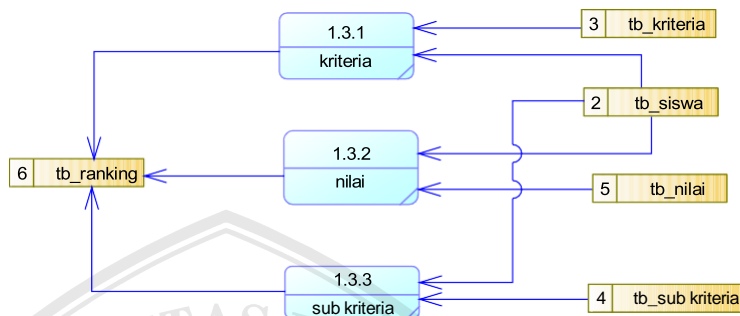 1.3.1
kriteria
3 tb_kriteria
2 tb_siswa
1.3.2
nilai
6 tb_ranking
5 tb_nilai
1.3.3
sub kriteria
4 tb_sub kriteria